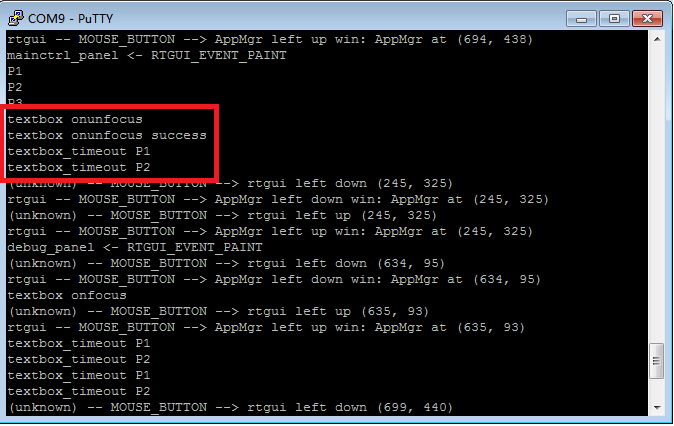 COM9 - PuTTY
rtgui -- MOUSE_BUTTON --> AppMgr left up win: AppMgr at (694, 438)
mainctrl_panel <- RTGUI_EVENT_PAINT
P1
P2
P3
textbox onunfocus
textbox onunfocus success
textbox_timeout P1
textbox_timeout P2
(unknown) -- MOUSE_BUTTON --> rtgui left down (245, 325)
rtgui -- MOUSE_BUTTON --> AppMgr left down win: AppMgr at (245, 325)
(unknown) -- MOUSE_BUTTON --> rtgui left up (245, 325)
rtgui -- MOUSE_BUTTON --> AppMgr left up win: AppMgr at (245, 325)
debug_panel <- RTGUI_EVENT_PAINT
(unknown) -- MOUSE_BUTTON --> rtgui left down (634, 95)
rtgui -- MOUSE_BUTTON --> AppMgr left down win: AppMgr at (634, 95)
textbox onfocus
(unknown) -- MOUSE_BUTTON --> rtgui left up (635, 93)
rtgui -- MOUSE_BUTTON --> AppMgr left up win: AppMgr at (635, 93)
textbox_timeout P1
textbox_timeout P2
textbox_timeout P1
textbox_timeout P2
(unknown) -- MOUSE_BUTTON --> rtgui left down (699, 440)